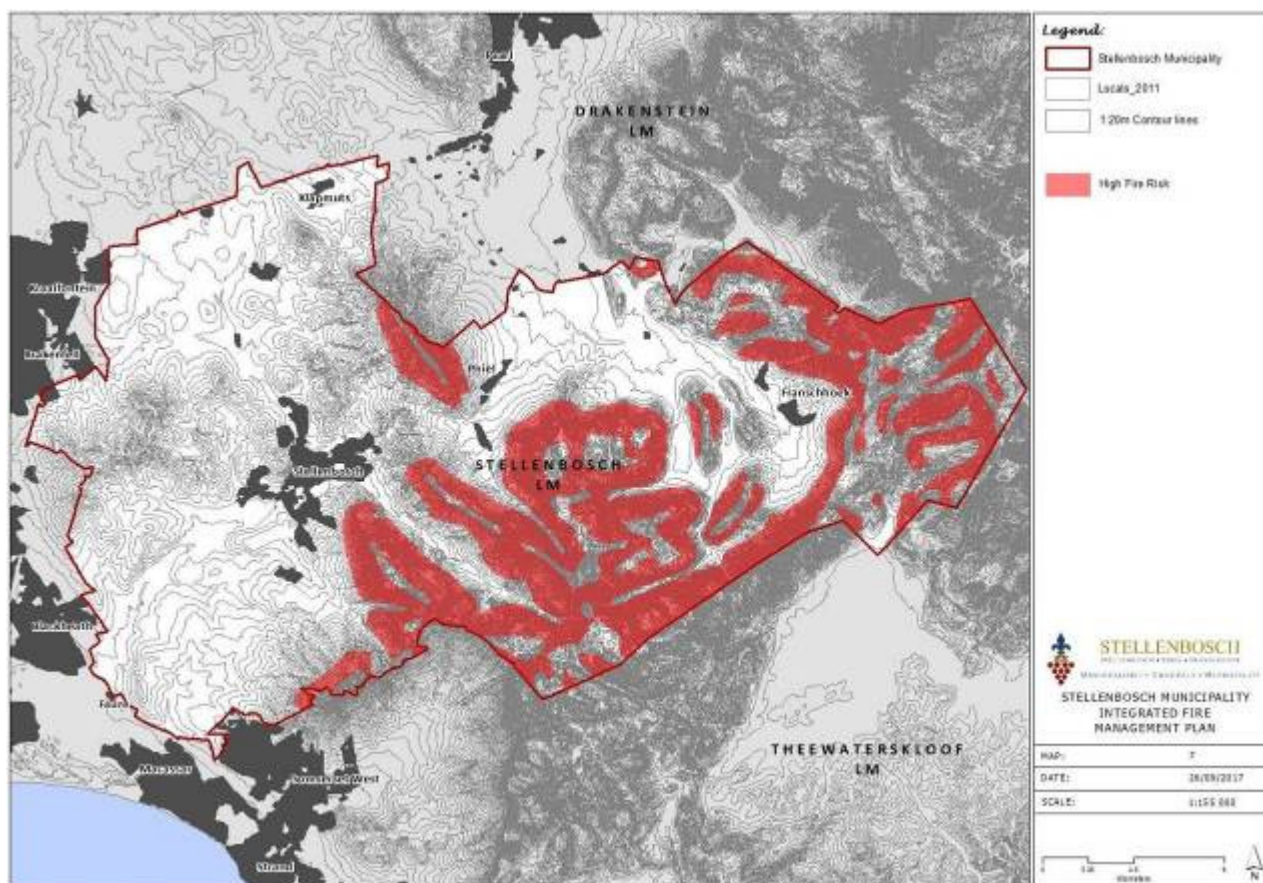 Paarl
DRAKENSTEIN
LM
Klapmuts
Kraaifontein
Brakenfell
Pniel
Franschhoek
Stellenbosch
STELLENBOSCH
LM
Blackheath
Faure
Macassar
Somerset West
Strand
THEEWATERSKLOOF
LM
Legend:
Stellenbosch Municipality
Locals_2011
1:20m Contour lines
High Fire Risk
STELLENBOSCH
STELLENBOSCH MUNICIPALITY
INTEGRATED FIRE
MANAGEMENT PLAN
MAP: 7
DATE: 26/09/2017
SCALE: 1:155 000
N